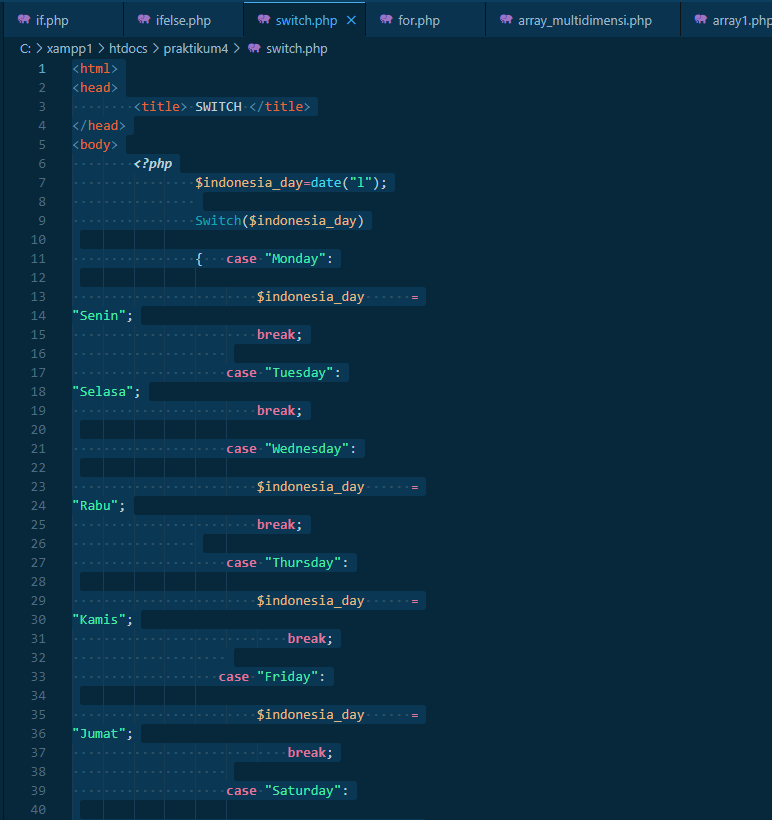 if.php ifelse.php switch.php × for.php array_multidimensi.php array1.php
C: > xampp1 > htdocs > praktikum4 > switch.php
1 <html>
2 <head>
3 <title> SWITCH </title>
4 </head>
5 <body>
6 <?php
7 $indonesia_day=date("l");
8
9 Switch($indonesia_day)
10
11 { case "Monday":
12
13 $indonesia_day =
14 "Senin";
15 break;
16
17 case "Tuesday":
18 "Selasa";
19 break;
20
21 case "Wednesday":
22
23 $indonesia_day =
24 "Rabu";
25 break;
26
27 case "Thursday":
28
29 $indonesia_day =
30 "Kamis";
31 break;
32
33 case "Friday":
34
35 $indonesia_day =
36 "Jumat";
37 break;
38
39 case "Saturday":
40